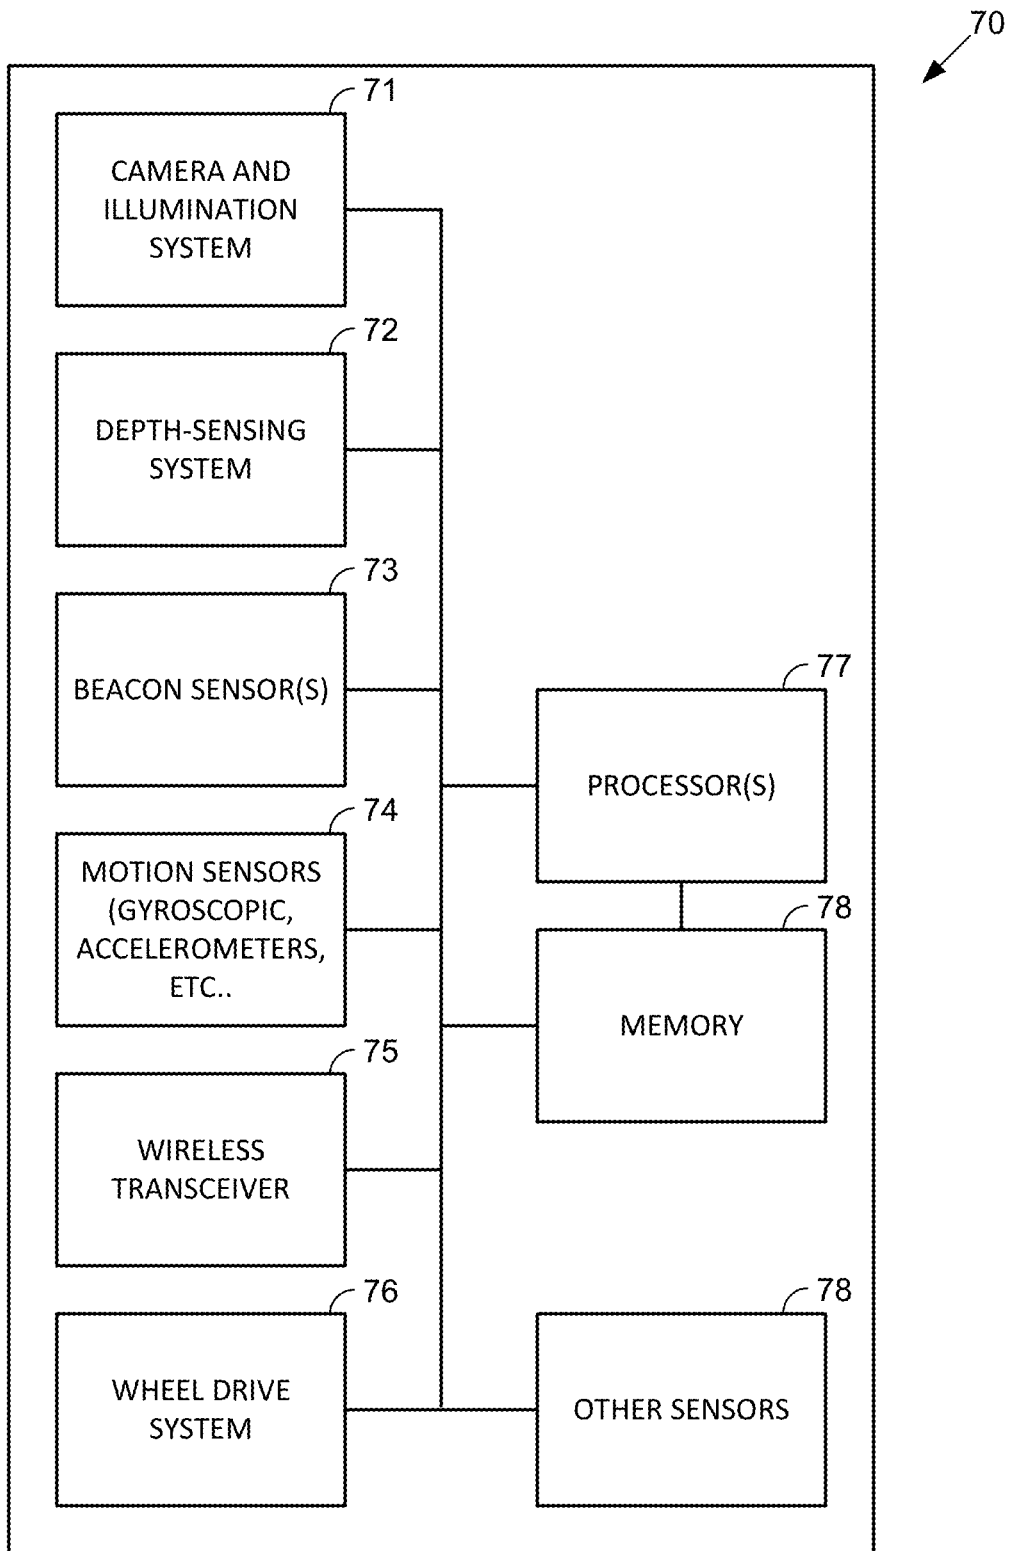 70
71
CAMERA AND
ILLUMINATION
SYSTEM
72
DEPTH-SENSING
SYSTEM
73
BEACON SENSOR(S)
74
MOTION SENSORS
(GYROSCOPIC,
ACCELEROMETERS,
ETC..
75
WIRELESS
TRANSCEIVER
76
WHEEL DRIVE
SYSTEM
77
PROCESSOR(S)
78
MEMORY
78
OTHER SENSORS